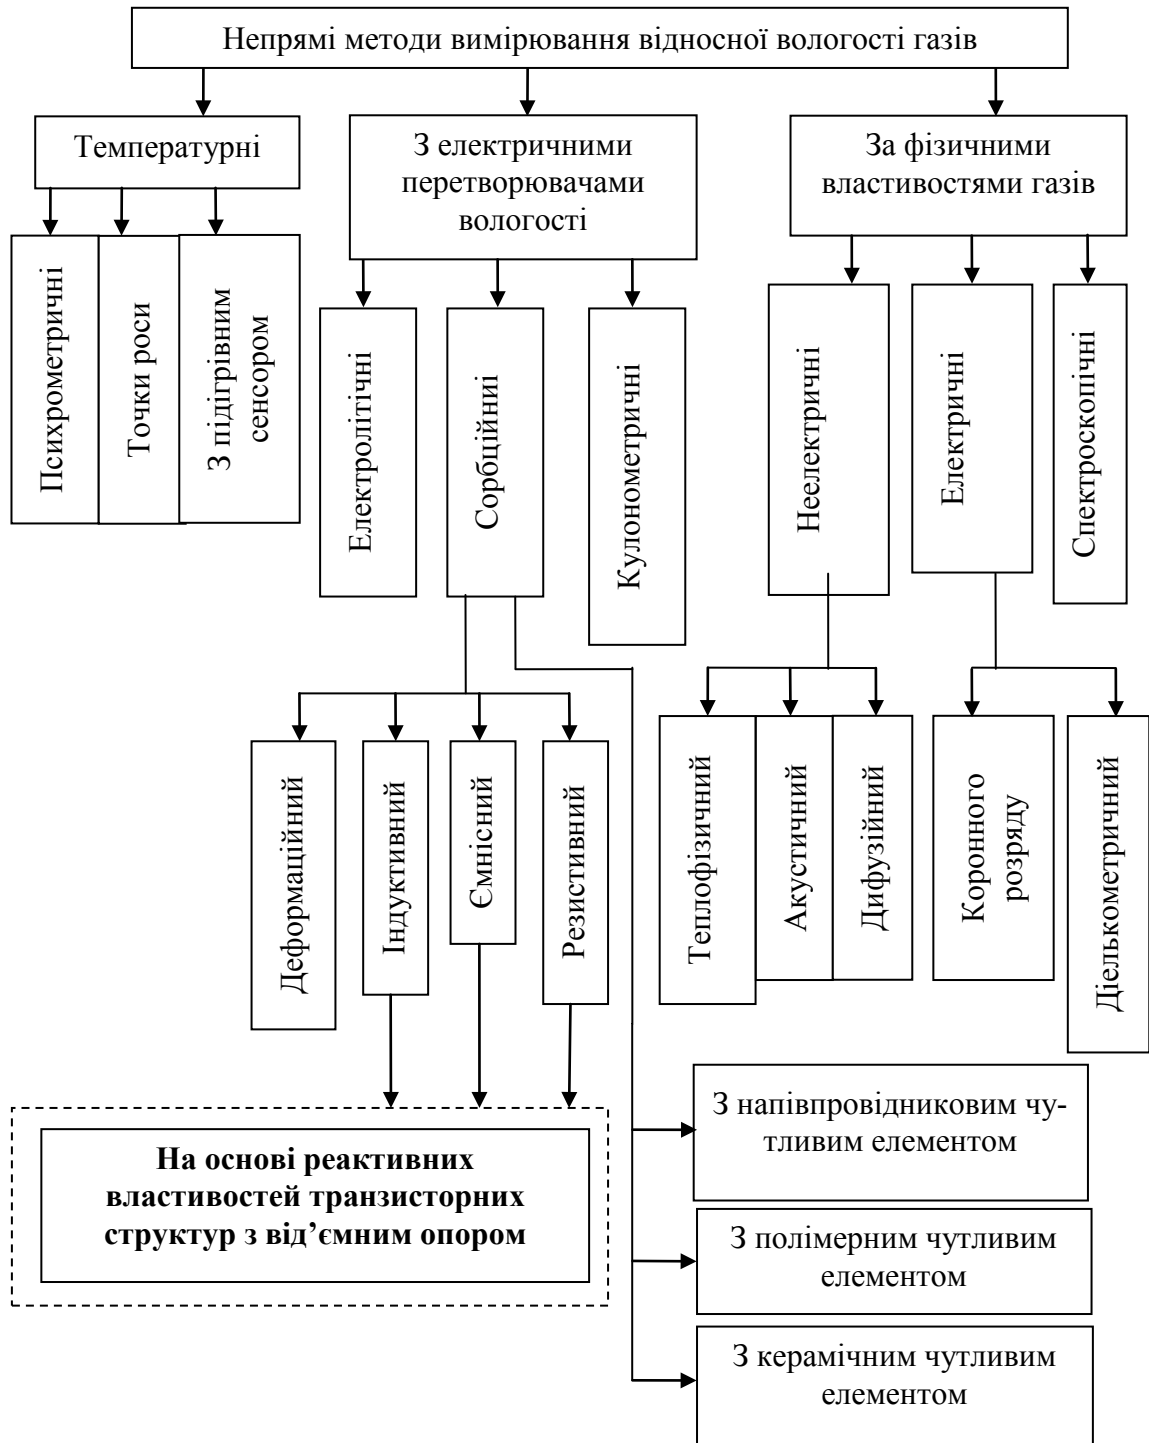 Непрямі методи вимірювання відносної вологості газів
Температурні
З електричними
перетворювачами
вологості
За фізичними
властивостями газів
Психрометричні
Точки роси
З підігрівним
сенсором
Електролітичні
Сорбційниі
Кулонометричні
Неелектричні
Електричні
Спектроскопічні
Деформаційний
Індуктивний
Ємнісний
Резистивний
Теплофізичний
Акустичний
Дифузійний
Коронного
розряду
Діелькометричний
На основі реактивних
властивостей транзисторних
структур з від’ємним опором
З напівпровідниковим чу-
тливим елементом
З полімерним чутливим
елементом
З керамічним чутливим
елементом